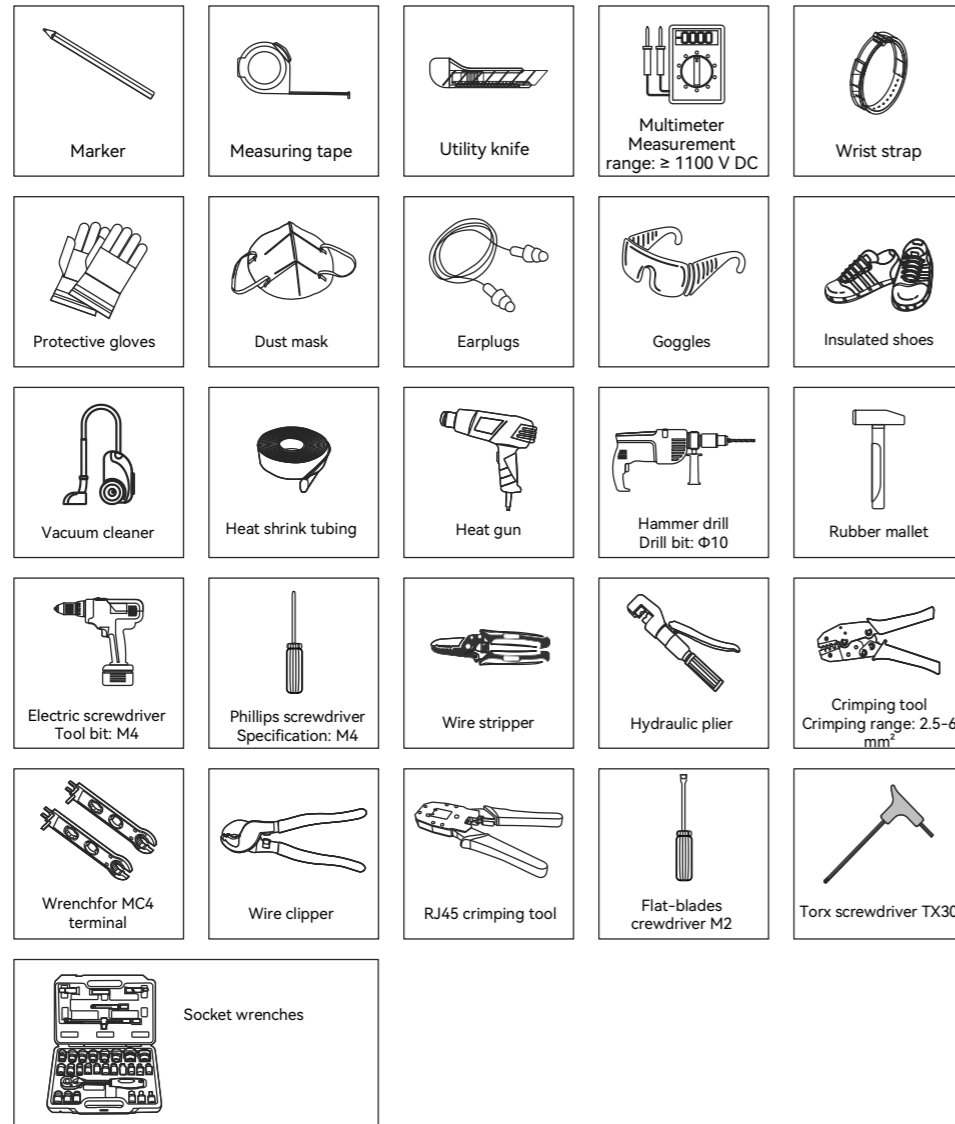 Marker
Measuring tape
Utility knife
Multimeter
Measurement
range: ≥ 1100 V DC
Wrist strap
Protective gloves
Dust mask
Earplugs
Goggles
Insulated shoes
Vacuum cleaner
Heat shrink tubing
Heat gun
Hammer drill
Drill bit: Φ10
Rubber mallet
Electric screwdriver
Tool bit: M4
Phillips screwdriver
Specification: M4
Wire stripper
Hydraulic plier
Crimping tool
Crimping range: 2.5-6
mm²
Wrenchfor MC4
terminal
Wire clipper
RJ45 crimping tool
Flat-blades
crewdriver M2
Torx screwdriver TX30
Socket wrenches